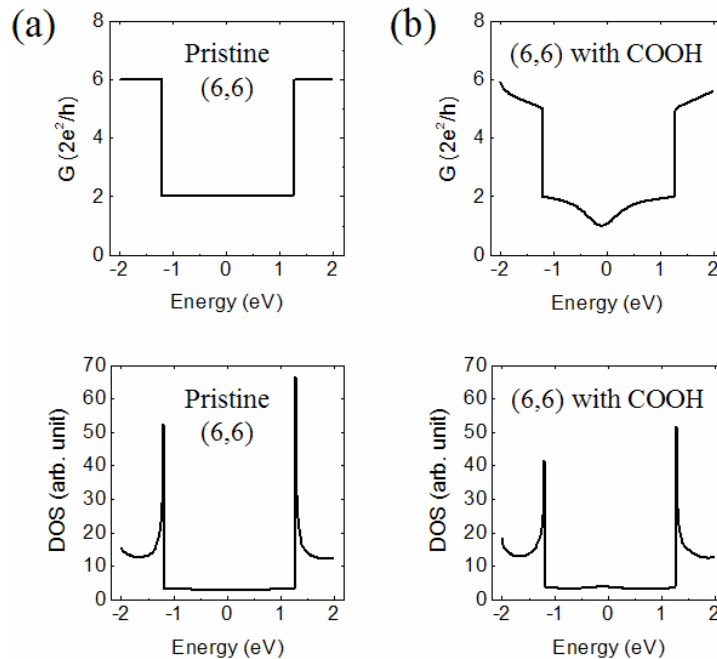 (a)
Pristine
(6,6)
8
6
4
2
0
G (2e²/h)
-2 -1 0 1 2
Energy (eV)
(b)
(6,6) with COOH
8
6
4
2
0
G (2e²/h)
-2 -1 0 1 2
Energy (eV)
Pristine
(6,6)
70
60
50
40
30
20
10
0
DOS (arb. unit)
-2 -1 0 1 2
Energy (eV)
(6,6) with COOH
70
60
50
40
30
20
10
0
DOS (arb. unit)
-2 -1 0 1 2
Energy (eV)